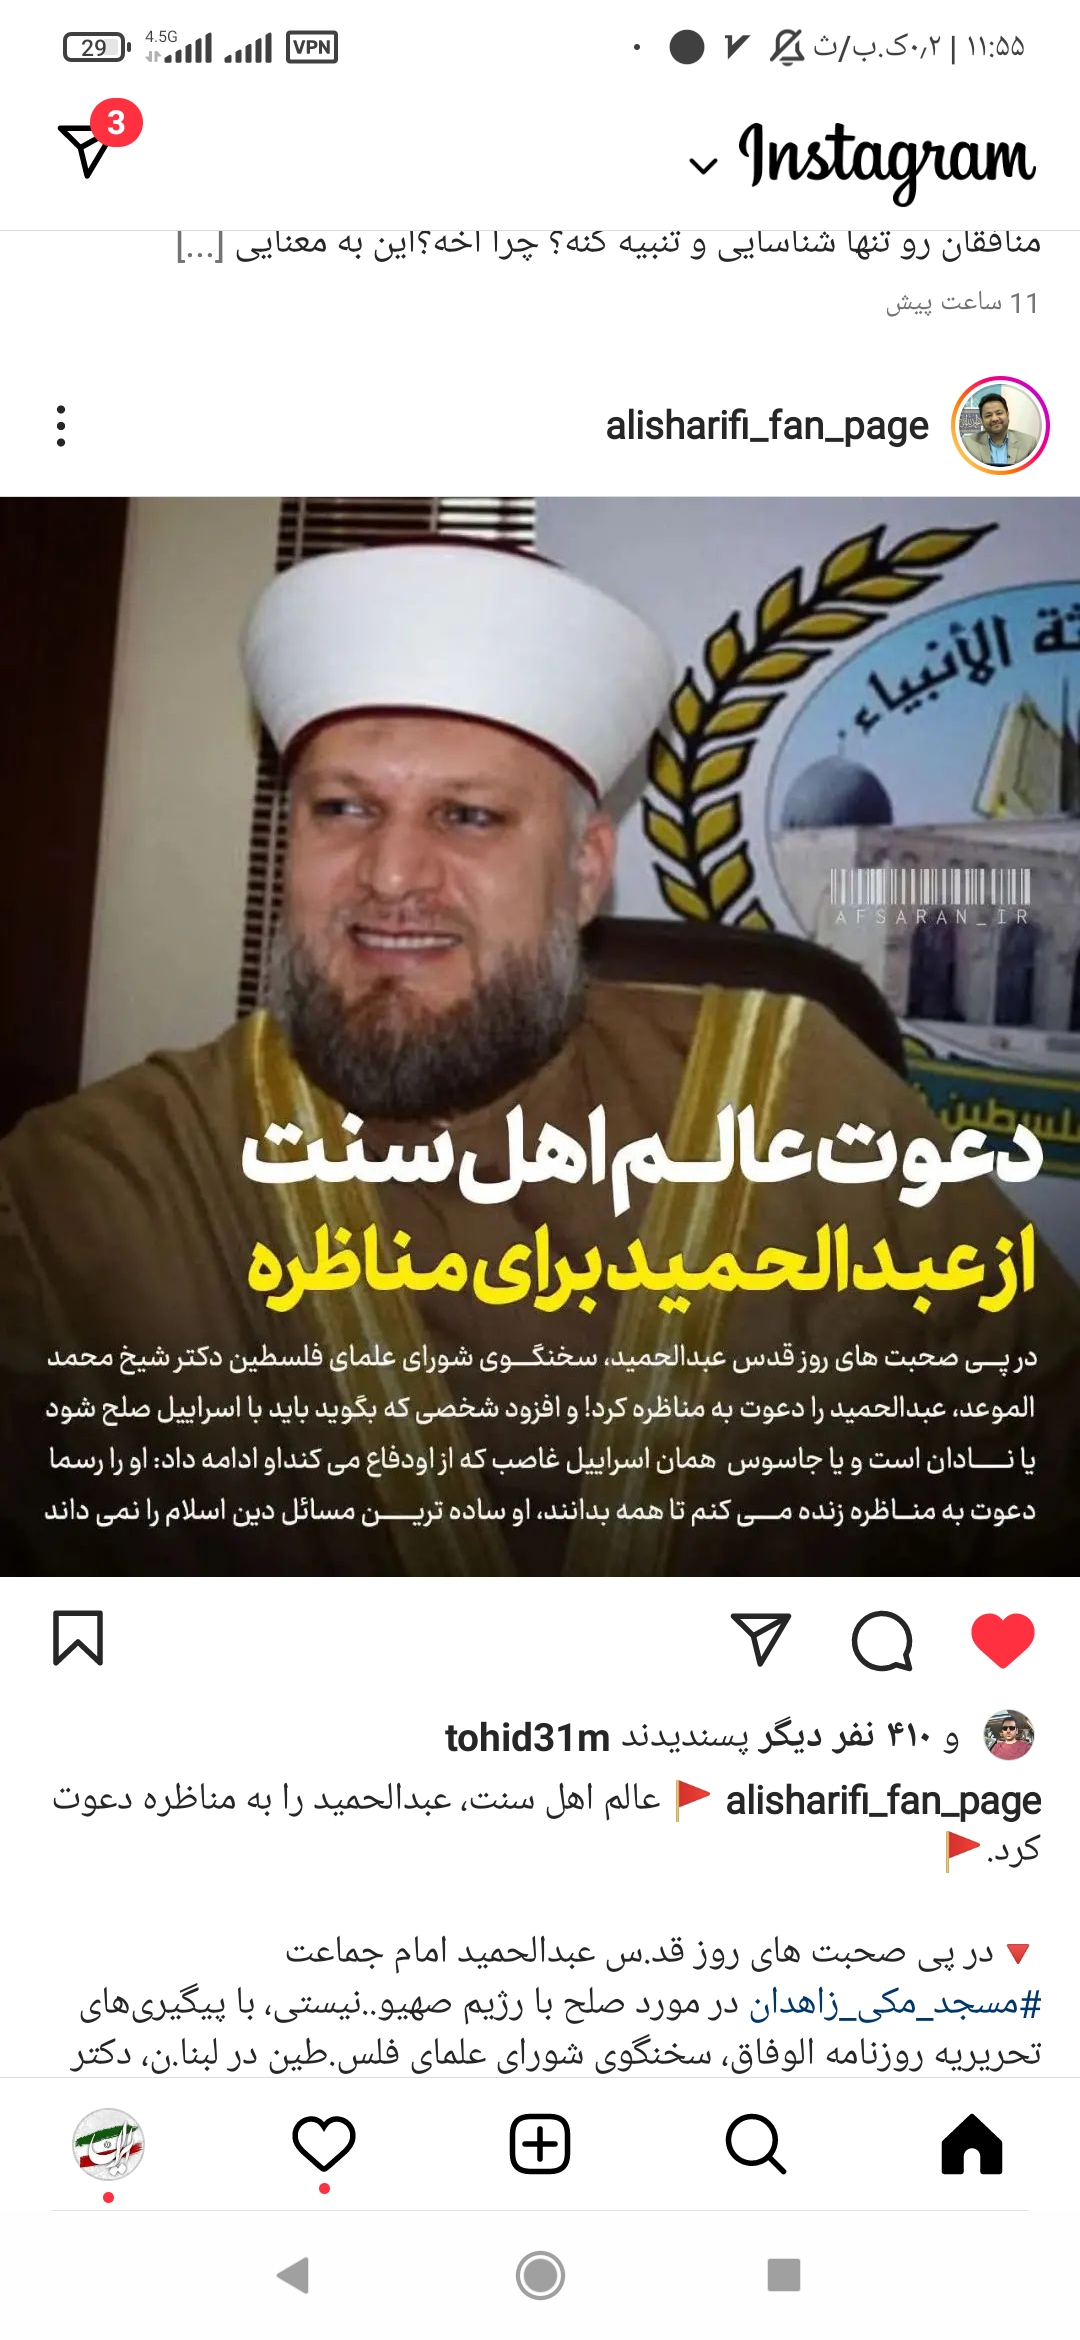 ۱۱:۵۵ | ۰٫۲ک.ب/ث
4.5G
VPN
29
Instagram
3
منافقان رو تنها شناسایی و تنبیه کنه؟ چرا اخه؟این به معنایی [...]
11 ساعت پیش
alisharifi_fan_page
ثة الأنبياء
AFSARAN_IR
فلسطين
دعوت عالم اهل سنت
از عبدالحمید برای مناظره
در پی صحبت های روز قدس عبدالحمید، سخنگوی شورای علمای فلسطین دکتر شیخ محمد
الموعد، عبدالحمید را دعوت به مناظره کرد! و افزود شخصی که بگوید باید با اسراییل صلح شود
یا نادان است و یا جاسوس همان اسراییل غاصب که از اودفاع می کنداو ادامه داد: او را رسما
دعوت به مناظره زنده می کنم تا همه بدانند، او ساده ترین مسائل دین اسلام را نمی داند
tohid31m و ۴۱۰ نفر دیگر پسندیدند
alisharifi_fan_page 🚩 عالم اهل سنت، عبدالحمید را به مناظره دعوت
کرد.🚩
🔻در پی صحبت های روز قد.س عبدالحمید امام جماعت
#مسجد_مکی_زاهدان در مورد صلح با رژیم صهیو..نیستی، با پیگیری‌های
تحریریه روزنامه الوفاق، سخنگوی شورای علمای فلس.طین در لبنا.ن، دکتر